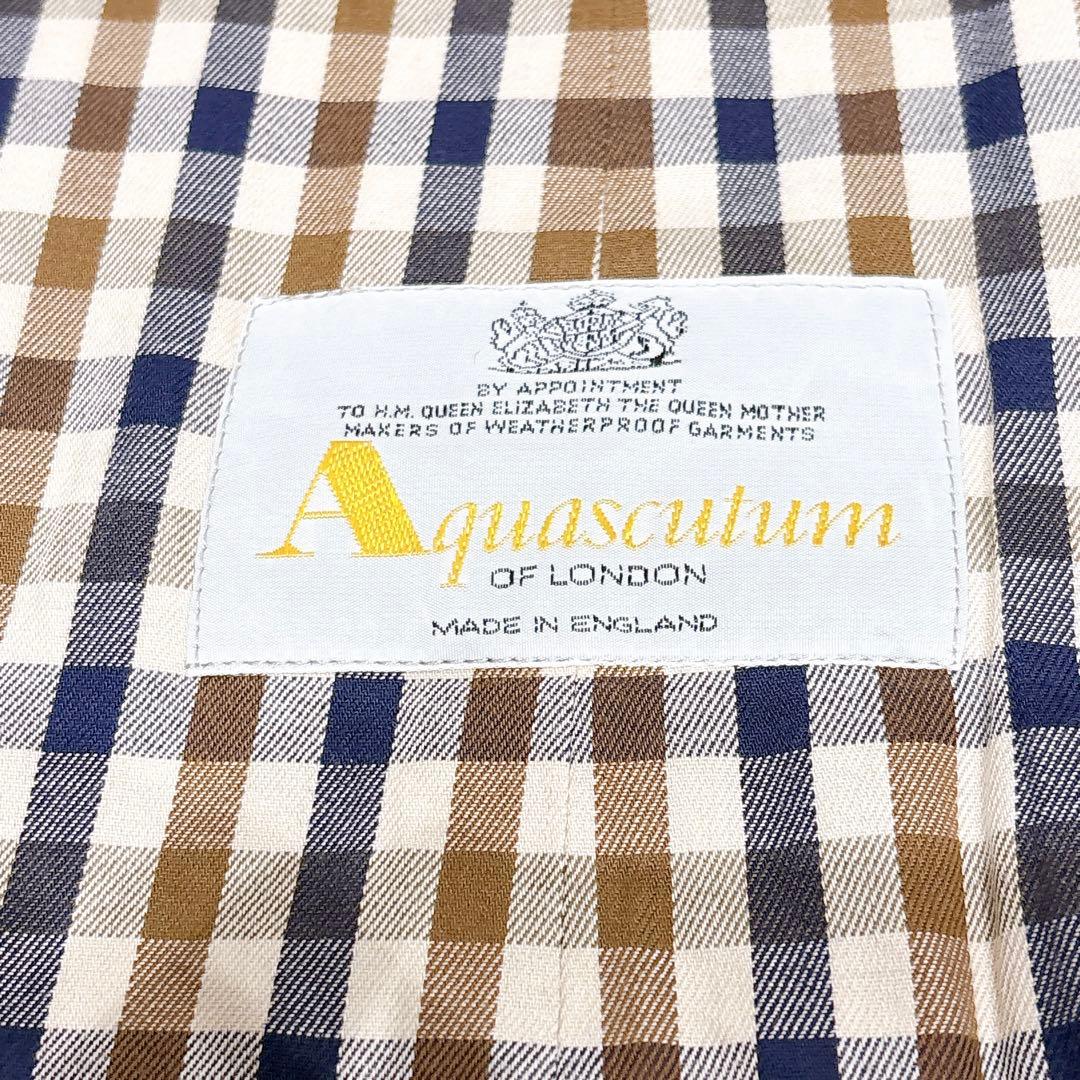 BY APPOINTMENT
TO H.M. QUEEN ELIZABETH THE QUEEN MOTHER
MAKERS OF WEATHERPROOF GARMENTS
Aquascutum
OF LONDON
MADE IN ENGLAND